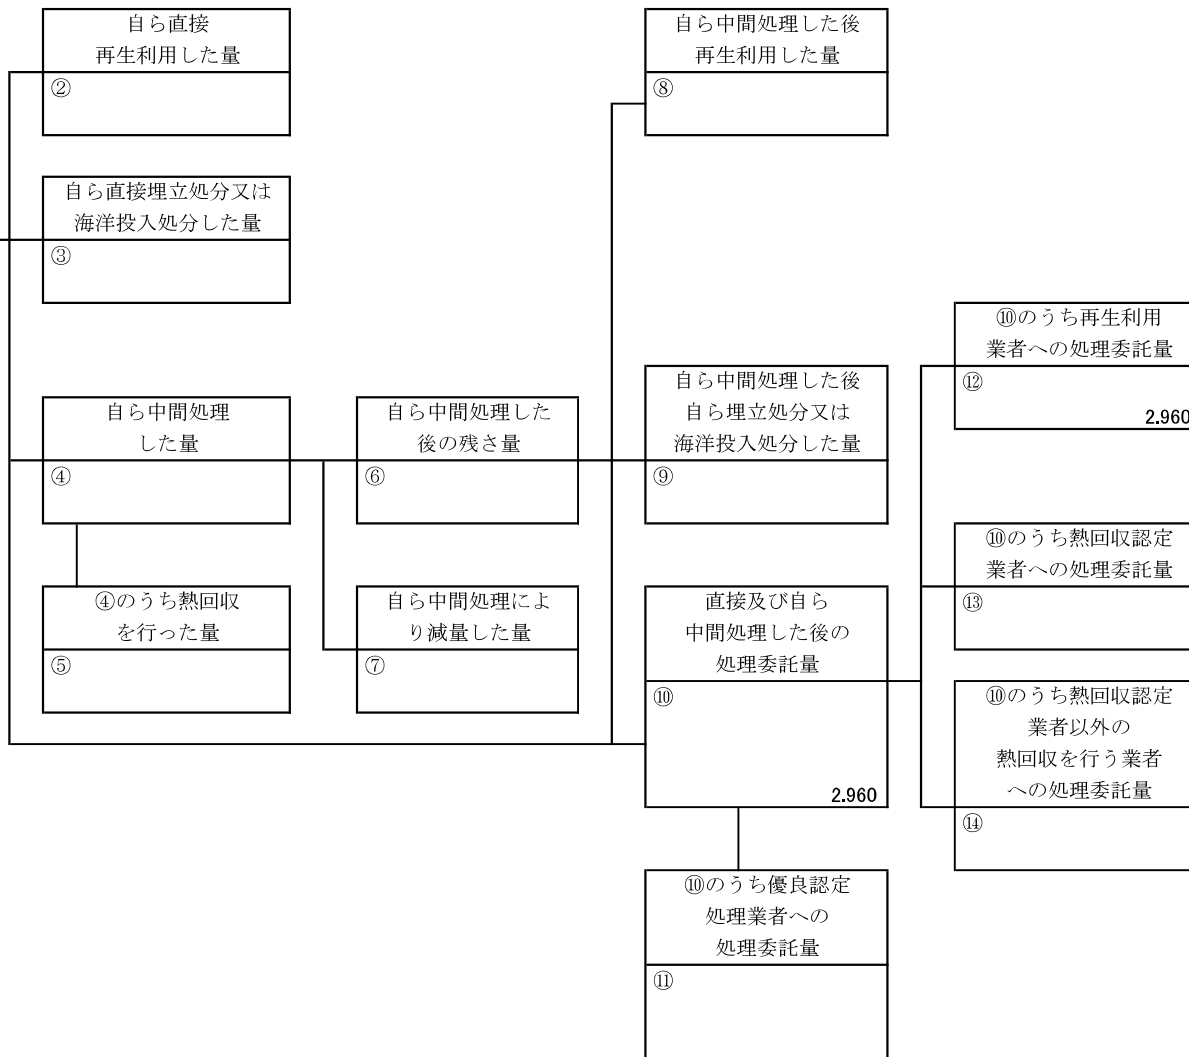 自ら直接
再生利用した量
②
自ら直接埋立処分又は
海洋投入処分した量
③
自ら中間処理
した量
④
④のうち熱回収
を行った量
⑤
自ら中間処理した
後の残さ量
⑥
自ら中間処理によ
り減量した量
⑦
自ら中間処理した後
再生利用した量
⑧
自ら中間処理した後
自ら埋立処分又は
海洋投入処分した量
⑨
直接及び自ら
中間処理した後の
処理委託量
⑩
2.960
⑩のうち優良認定
処理業者への
処理委託量
⑪
⑩のうち再生利用
業者への処理委託量
⑫
2.960
⑩のうち熱回収認定
業者への処理委託量
⑬
⑩のうち熱回収認定
業者以外の
熱回収を行う業者
への処理委託量
⑭